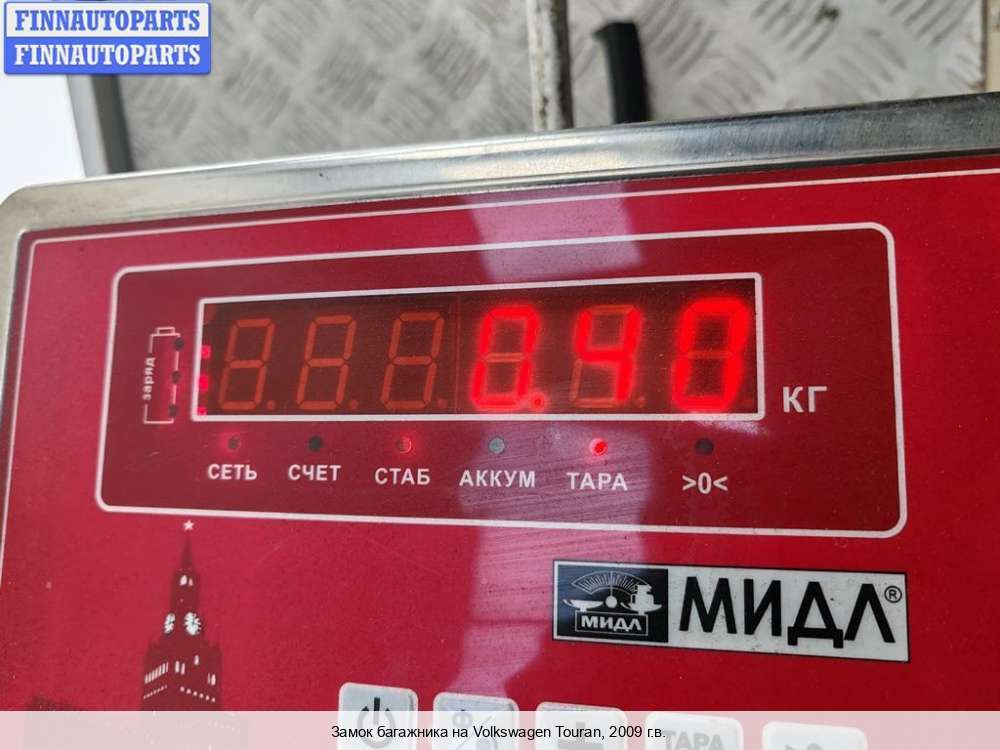 FINNAUTOPARTS
FINNAUTOPARTS
заряд
0.40
КГ
СЕТЬ СЧЕТ СТАБ АККУМ ТАРА >0<
МИДЛ
МИДЛ®
ТАРА
Замок багажника на Volkswagen Touran, 2009 г.в.